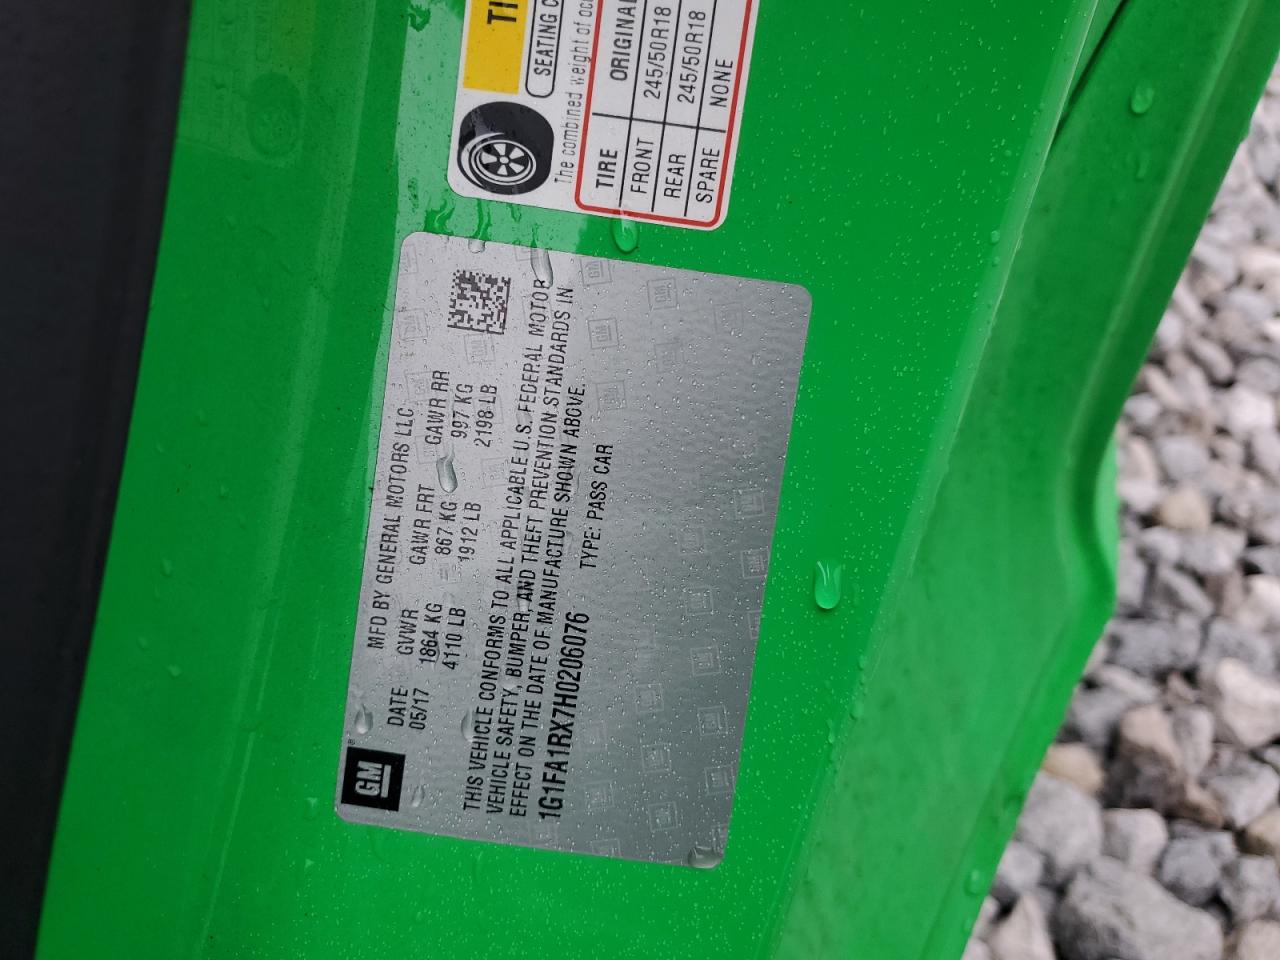 TI
SEATING C
The combined weight of occ
TIRE ORIGINAL
FRONT 245/50R18
REAR 245/50R18
SPARE NONE
GM
MFD BY GENERAL MOTORS LLC
DATE GVWR GAWR FRT GAWR RR
05/17 1864 KG 867 KG 997 KG
4110 LB 1912 LB 2198 LB
THIS VEHICLE CONFORMS TO ALL APPLICABLE U.S. FEDERAL MOTOR
VEHICLE SAFETY, BUMPER, AND THEFT PREVENTION STANDARDS IN
EFFECT ON THE DATE OF MANUFACTURE SHOWN ABOVE.
1G1FA1RX7H0206076 TYPE: PASS CAR